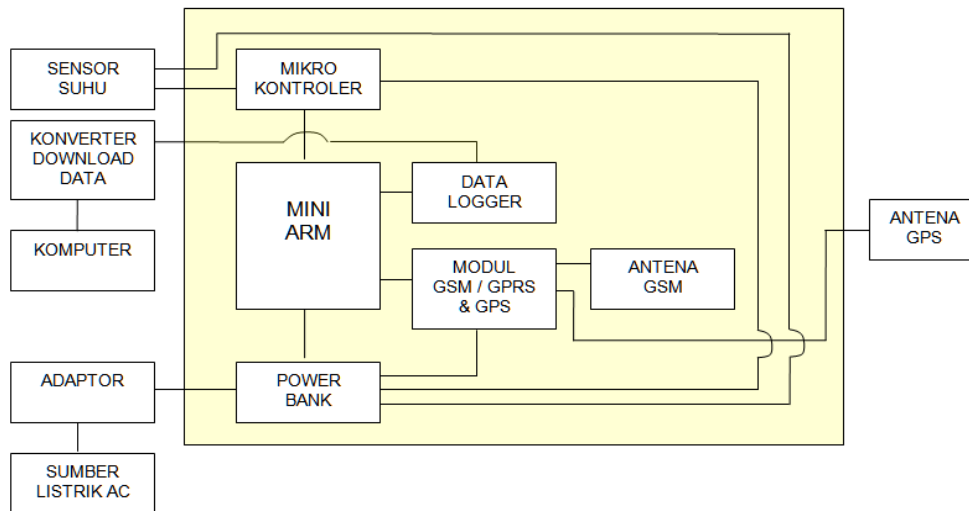 SENSOR
SUHU
MIKRO
KONTROLER
KONVERTER
DOWNLOAD
DATA
MINI
ARM
DATA
LOGGER
KOMPUTER
MODUL
GSM / GPRS
& GPS
ANTENA
GSM
ANTENA
GPS
ADAPTOR
POWER
BANK
SUMBER
LISTRIK AC